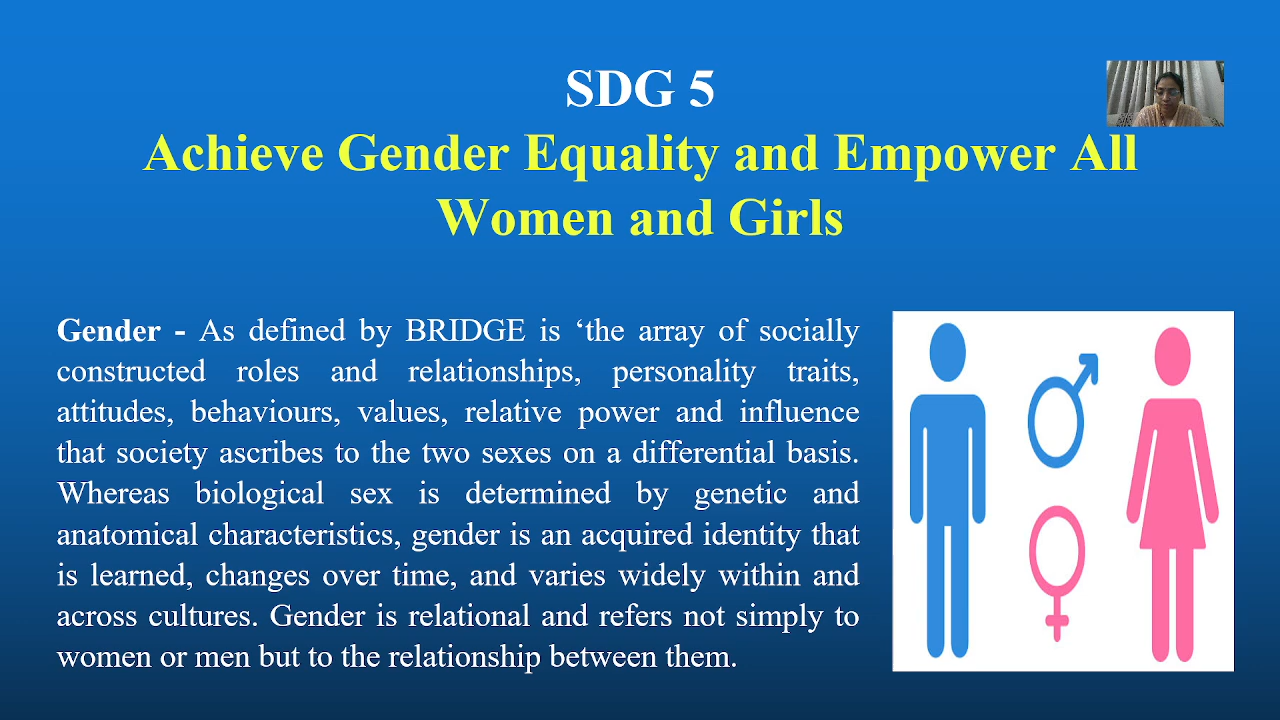 SDG 5
Achieve Gender Equality and Empower All
Women and Girls
Gender - As defined by BRIDGE is ‘the array of socially
constructed roles and relationships, personality traits,
attitudes, behaviours, values, relative power and influence
that society ascribes to the two sexes on a differential basis.
Whereas biological sex is determined by genetic and
anatomical characteristics, gender is an acquired identity that
is learned, changes over time, and varies widely within and
across cultures. Gender is relational and refers not simply to
women or men but to the relationship between them.